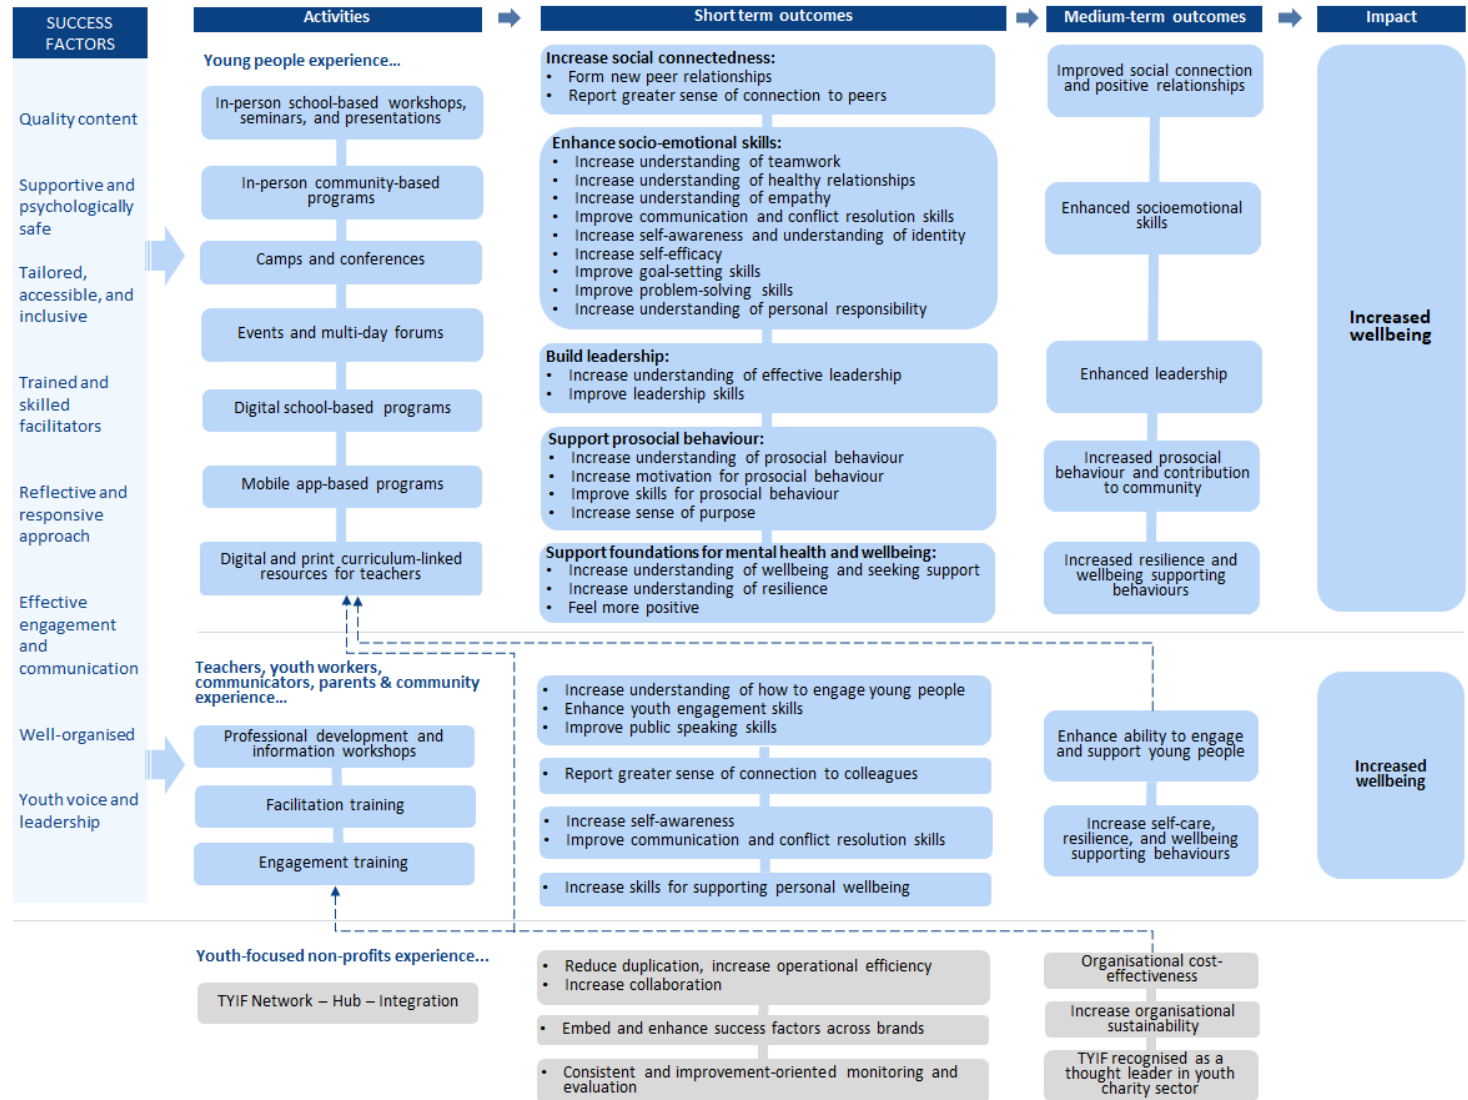 SUCCESS
FACTORS
Quality content
Supportive and
psychologically
safe
Tailored,
accessible, and
inclusive
Trained and
skilled
facilitators
Reflective and
responsive
approach
Effective
engagement
and
communication
Well-organised
Youth voice and
leadership
Activities
Young people experience...
In-person school-based workshops,
seminars, and presentations
In-person community-based
programs
Camps and conferences
Events and multi-day forums
Digital school-based programs
Mobile app-based programs
Digital and print curriculum-linked
resources for teachers
Teachers, youth workers,
communicators, parents & community
experience...
Professional development and
information workshops
Facilitation training
Engagement training
Youth-focused non-profits experience...
TYIF Network – Hub – Integration
Short term outcomes
Increase social connectedness:
• Form new peer relationships
• Report greater sense of connection to peers
Enhance socio-emotional skills:
• Increase understanding of teamwork
• Increase understanding of healthy relationships
• Increase understanding of empathy
• Improve communication and conflict resolution skills
• Increase self-awareness and understanding of identity
• Increase self-efficacy
• Improve goal-setting skills
• Improve problem-solving skills
• Increase understanding of personal responsibility
Build leadership:
• Increase understanding of effective leadership
• Improve leadership skills
Support prosocial behaviour:
• Increase understanding of prosocial behaviour
• Increase motivation for prosocial behaviour
• Improve skills for prosocial behaviour
• Increase sense of purpose
Support foundations for mental health and wellbeing:
• Increase understanding of wellbeing and seeking support
• Increase understanding of resilience
• Feel more positive
• Increase understanding of how to engage young people
• Enhance youth engagement skills
• Improve public speaking skills
• Report greater sense of connection to colleagues
• Increase self-awareness
• Improve communication and conflict resolution skills
• Increase skills for supporting personal wellbeing
• Reduce duplication, increase operational efficiency
• Increase collaboration
• Embed and enhance success factors across brands
• Consistent and improvement-oriented monitoring and
evaluation
Medium-term outcomes
Improved social connection
and positive relationships
Enhanced socioemotional
skills
Enhanced leadership
Increased prosocial
behaviour and contribution
to community
Increased resilience and
wellbeing supporting
behaviours
Enhance ability to engage
and support young people
Increase self-care,
resilience, and wellbeing
supporting behaviours
Organisational cost-
effectiveness
Increase organisational
sustainability
TYIF recognised as a
thought leader in youth
charity sector
Impact
Increased
wellbeing
Increased
wellbeing